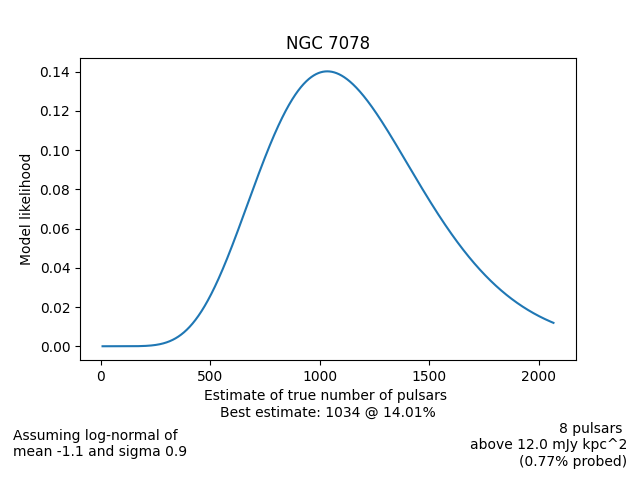 NGC 7078
0.14
0.12
0.10
0.08
0.06
0.04
0.02
0.00
Model likelihood
0
500
1000
1500
2000
Estimate of true number of pulsars
Best estimate: 1034 @ 14.01%
Assuming log-normal of
mean -1.1 and sigma 0.9
8 pulsars
above 12.0 mJy kpc^2
(0.77% probed)